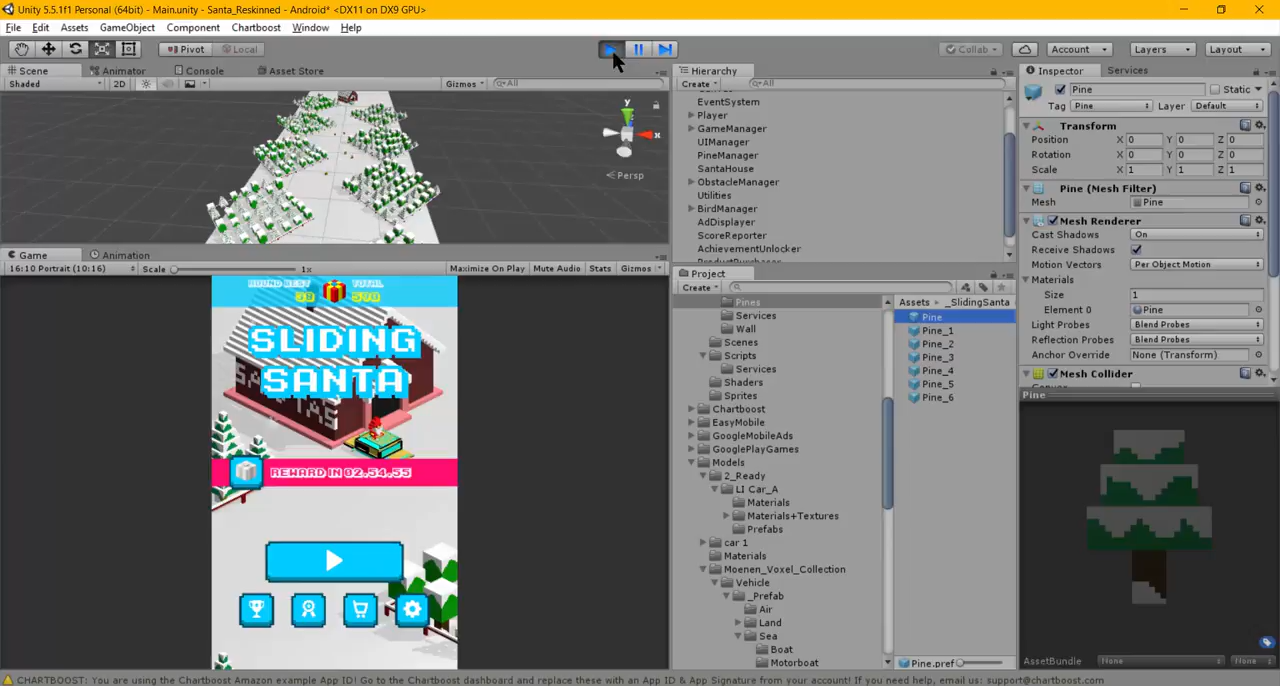 Unity 5.5.1f1 Personal (64bit) - Main.unity - Santa_Reskinned - Android* <DX11 on DX9 GPU>
File Edit Assets GameObject Component Chartboost Window Help
Pivot Local Collab Account Layers Layout
Scene Animator Console Asset Store
Shaded 2D Gizmos All
y
x
Persp
Game Animation
16:10 Portrait (10:16) Scale 1x Maximize On Play Mute Audio Stats Gizmos
ROUND BEST TOTAL
590
SLIDING
SANTA
SANTAS
REWARD IN 02.54.55
Hierarchy
Create All
EventSystem
Player
GameManager
UIManager
PineManager
SantaHouse
ObstacleManager
Utilities
BirdManager
AdDisplayer
ScoreReporter
AchievementUnlocker
Project
Create
Pines
Services
Wall
Scenes
Scripts
Services
Shaders
Sprites
Chartboost
EasyMobile
GoogleMobileAds
GooglePlayGames
Models
2_Ready
LI Car_A
Materials
Materials+Textures
Prefabs
car 1
Materials
Moenen_Voxel_Collection
Vehicle
_Prefab
Air
Land
Sea
Boat
Motorboat
Assets _SlidingSanta
Pine
Pine_1
Pine_2
Pine_3
Pine_4
Pine_5
Pine_6
Pine.pref
Inspector Services
Pine Static
Tag Pine Layer Default
Transform
Position X 0 Y 0 Z 0
Rotation X 0 Y 0 Z 0
Scale X 1 Y 1 Z 1
Pine (Mesh Filter)
Mesh Pine
Mesh Renderer
Cast Shadows On
Receive Shadows
Motion Vectors Per Object Motion
Materials
Size 1
Element 0 Pine
Light Probes Blend Probes
Reflection Probes Blend Probes
Anchor Override None (Transform)
Mesh Collider
Pine
AssetBundle None None
CHARTBOOST: You are using the Chartboost Amazon example App ID! Go to the Chartboost dashboard and replace these with an App ID & App Signature from your account! If you need help, email us: support@chartboost.com